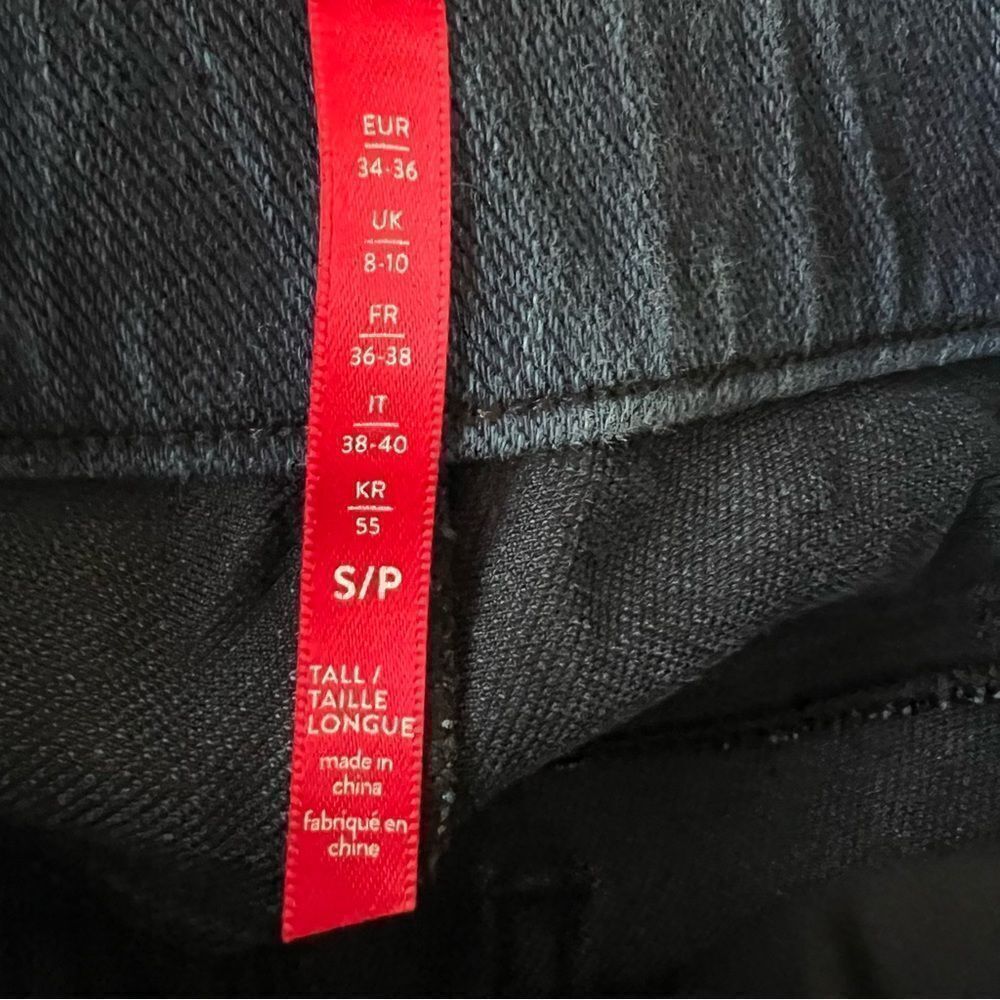 EUR
34-36
UK
8-10
FR
36-38
IT
38-40
KR
55
S/P
TALL /
TAILLE
LONGUE
made in
china
fabriqué en
chine